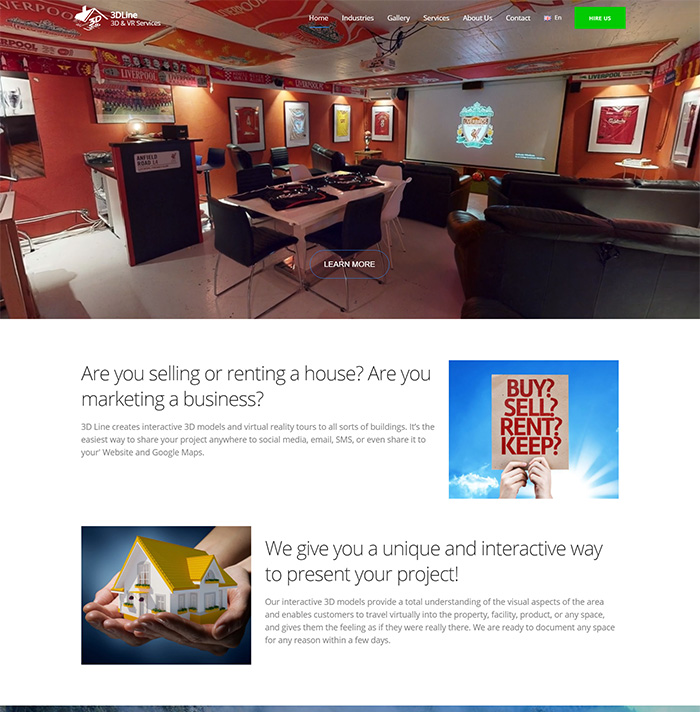 3DLine
3D & VR Services
Home Industries Gallery Services About Us Contact En HIRE US
LIVERPOOL
LIVERPOOL
LIVERPOOL
ANFIELD
ROAD L4
LEARN MORE
Are you selling or renting a house? Are you
marketing a business?
3D Line creates interactive 3D models and virtual reality tours to all sorts of buildings. It's the
easiest way to share your project anywhere to social media, email, SMS, or even share it to
your' Website and Google Maps.
BUY?
SELL?
RENT?
KEEP?
We give you a unique and interactive way
to present your project!
Our interactive 3D models provide a total understanding of the visual aspects of the area
and enables customers to travel virtually into the property, facility, product, or any space,
and gives them the feeling as if they were really there. We are ready to document any space
for any reason within a few days.